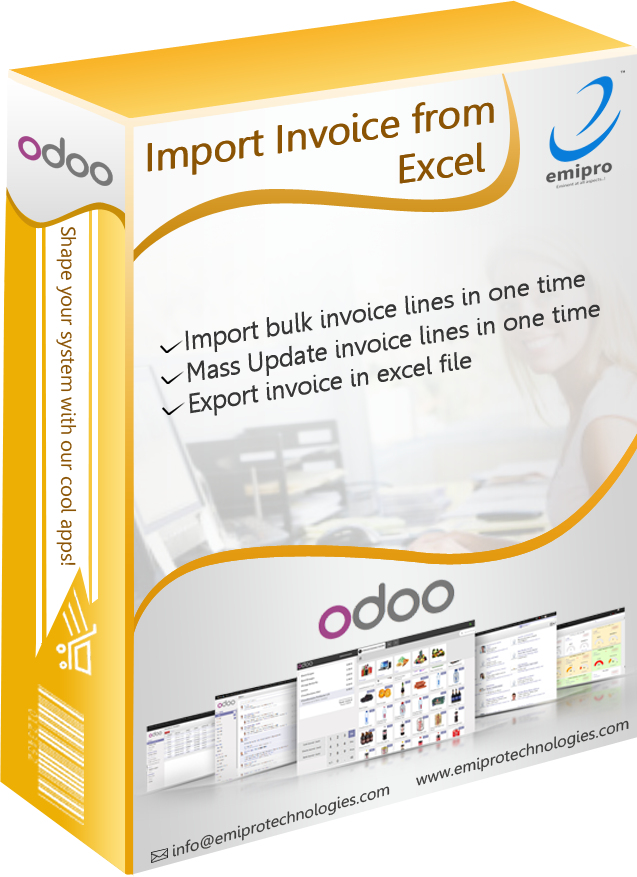 odoo
Shape your system with our cool apps!
Import Invoice from
Excel
emipro
Import bulk invoice lines in one time
Mass Update invoice lines in one time
Export invoice in excel file
odoo
odoo
info@emiprotechnologies.com
www.emiprotechnologies.com